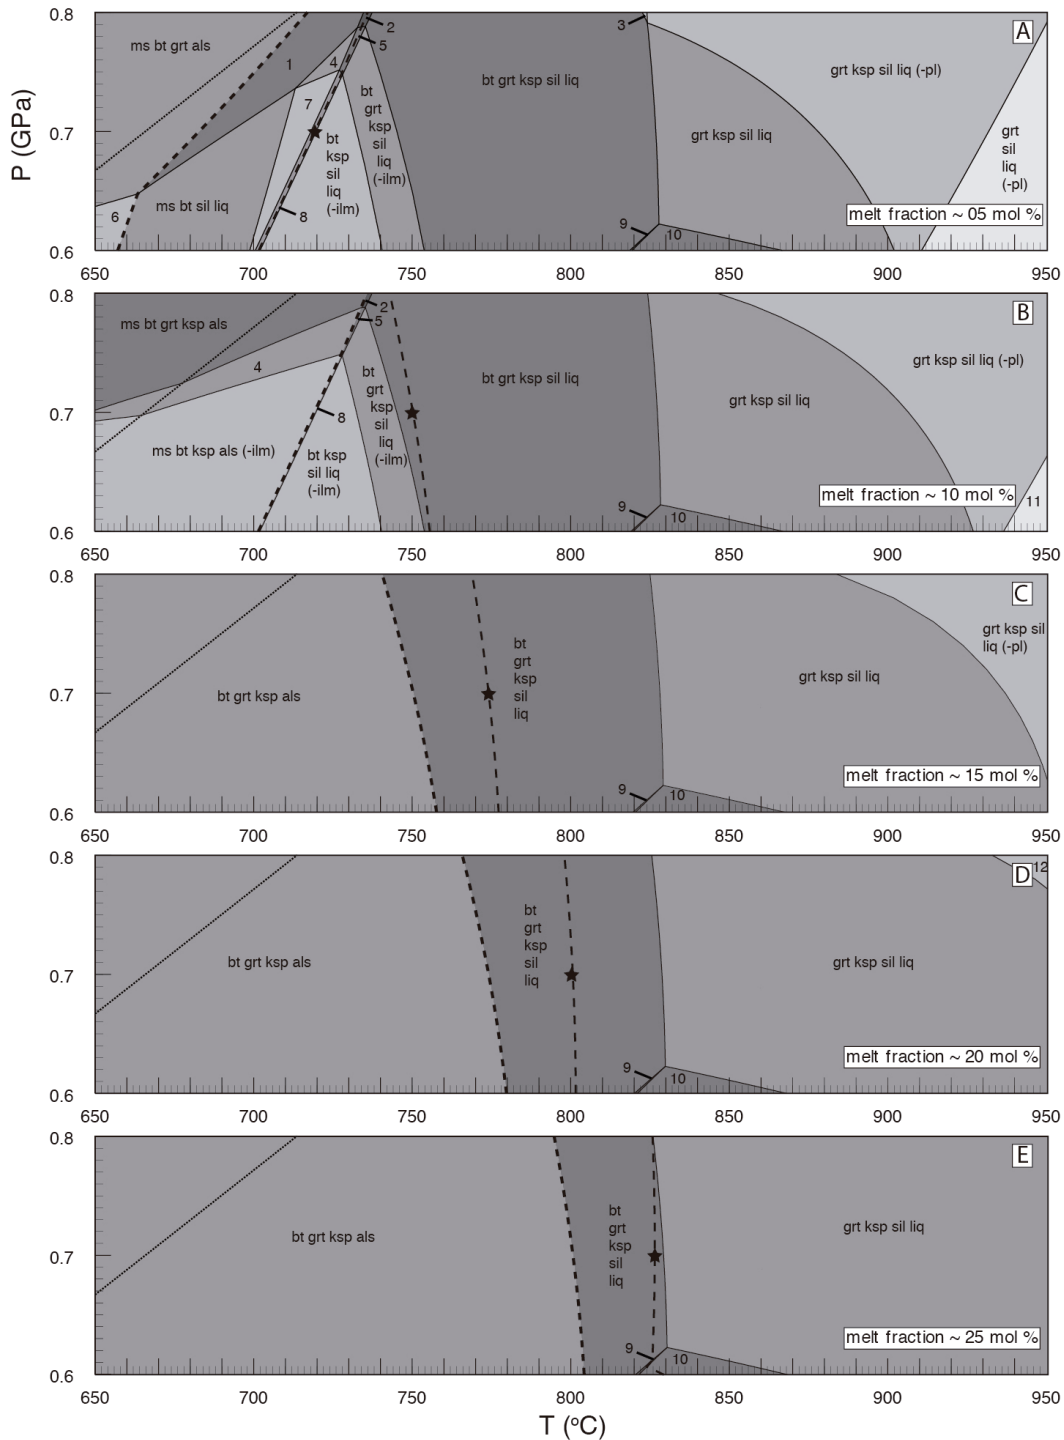 P (GPa)
0.8
0.7
0.6
A
ms bt grt als
1
2
5
4
7
3
bt grt ksp sil liq
grt ksp sil liq (-pl)
grt ksp sil liq
grt
sil
liq
(-pl)
bt
grt
ksp
sil
liq
(-ilm)
bt
ksp
sil
liq
(-ilm)
ms bt sil liq
6
8
9
10
melt fraction ~ 05 mol %
650 700 750 800 850 900 950
0.8
0.7
0.6
B
ms bt grt ksp als
2
5
4
bt grt ksp sil liq
grt ksp sil liq (-pl)
grt ksp sil liq
bt
grt
ksp
sil
liq
(-ilm)
8
ms bt ksp als (-ilm)
bt ksp
sil liq
(-ilm)
9
10
11
melt fraction ~ 10 mol %
650 700 750 800 850 900 950
0.8
0.7
0.6
C
bt grt ksp als
bt
grt
ksp
sil
liq
grt ksp sil liq
grt ksp sil
liq (-pl)
9
10
melt fraction ~ 15 mol %
650 700 750 800 850 900 950
0.8
0.7
0.6
D
12
bt grt ksp als
bt
grt
ksp
sil
liq
grt ksp sil liq
9
10
melt fraction ~ 20 mol %
650 700 750 800 850 900 950
0.8
0.7
0.6
E
bt grt ksp als
bt
grt
ksp
sil
liq
grt ksp sil liq
9
10
melt fraction ~ 25 mol %
650 700 750 800 850 900 950
T (°C)